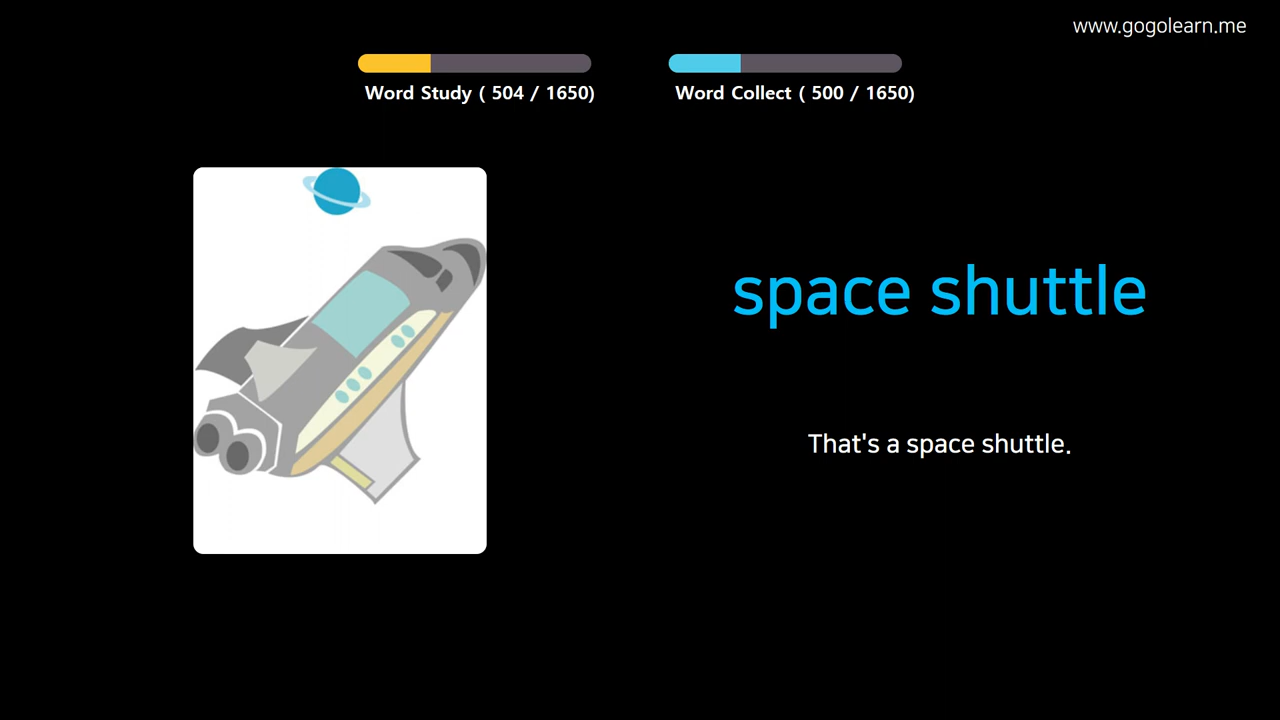 www.gogolearn.me
Word Study ( 504 / 1650)
Word Collect ( 500 / 1650)
space shuttle
That's a space shuttle.